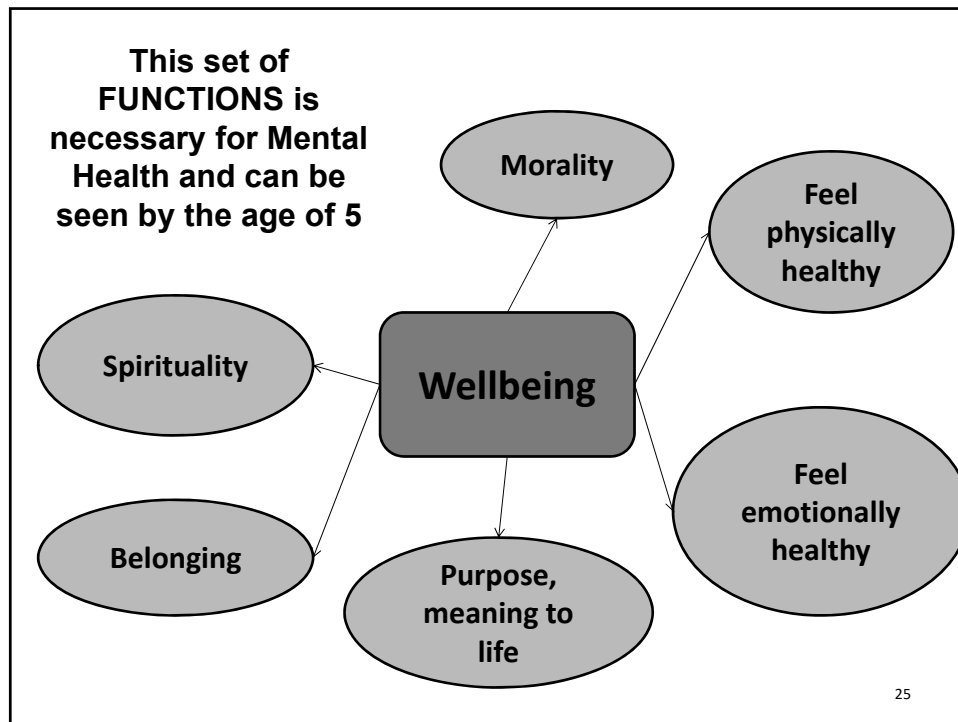 This set of
FUNCTIONS is
necessary for Mental
Health and can be
seen by the age of 5
Morality
Feel
physically
healthy
Spirituality
Wellbeing
Feel
emotionally
healthy
Belonging
Purpose,
meaning to
life
25